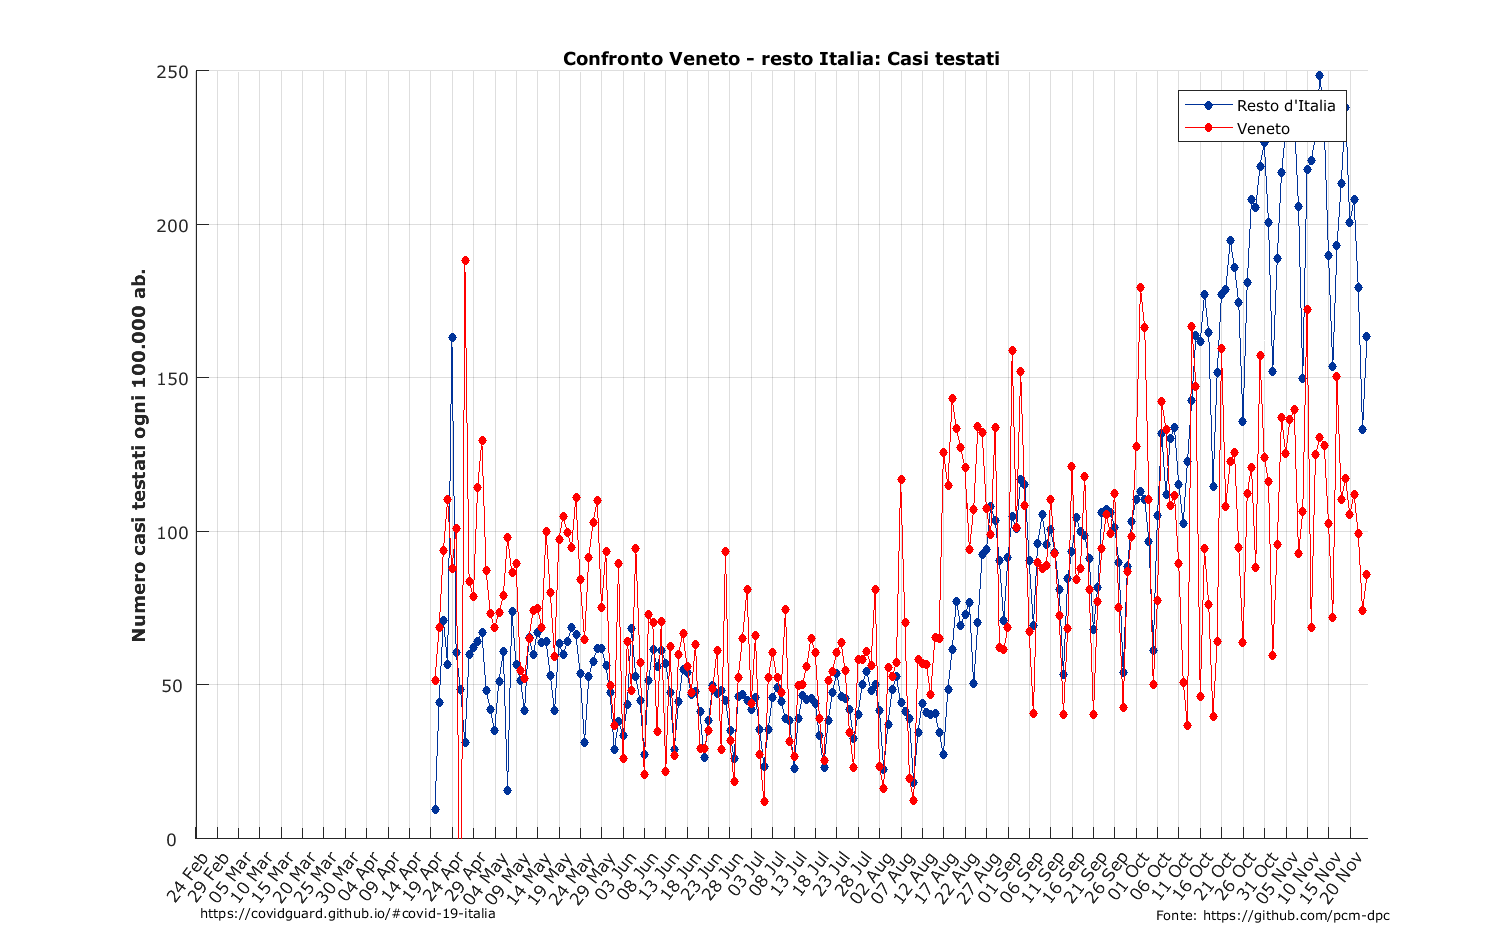 Confronto Veneto - resto Italia: Casi testati
Numero casi testati ogni 100.000 ab.
250
200
150
100
50
0
Resto d'Italia
Veneto
24 Feb
29 Feb
05 Mar
10 Mar
15 Mar
20 Mar
25 Mar
30 Mar
04 Apr
09 Apr
14 Apr
19 Apr
24 Apr
29 Apr
04 May
09 May
14 May
19 May
24 May
29 May
03 Jun
08 Jun
13 Jun
18 Jun
23 Jun
28 Jun
03 Jul
08 Jul
13 Jul
18 Jul
23 Jul
28 Jul
02 Aug
07 Aug
12 Aug
17 Aug
22 Aug
27 Aug
01 Sep
06 Sep
11 Sep
16 Sep
21 Sep
26 Sep
01 Oct
06 Oct
11 Oct
16 Oct
21 Oct
26 Oct
31 Oct
05 Nov
10 Nov
15 Nov
20 Nov
https://covidguard.github.io/#covid-19-italia
Fonte: https://github.com/pcm-dpc